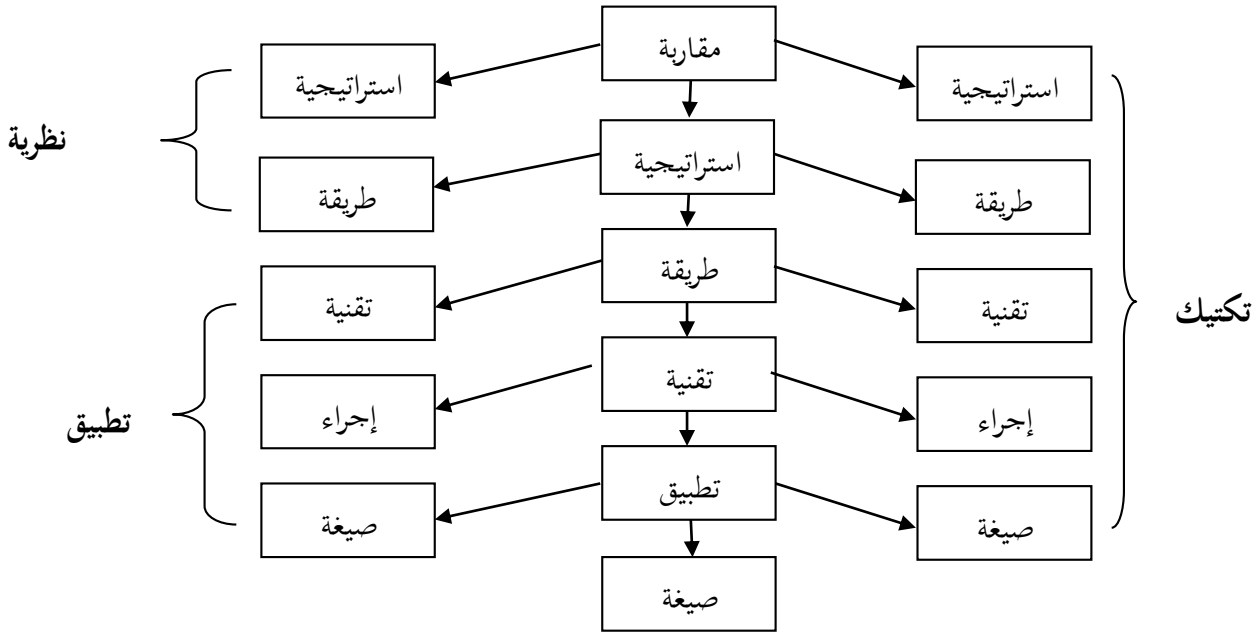 مقاربة
استراتيجية
استراتيجية
نظرية
استراتيجية
طريقة
طريقة
طريقة
تقنية
تقنية
تكتيك
تقنية
إجراء
إجراء
تطبيق
تطبيق
صيغة
صيغة
صيغة